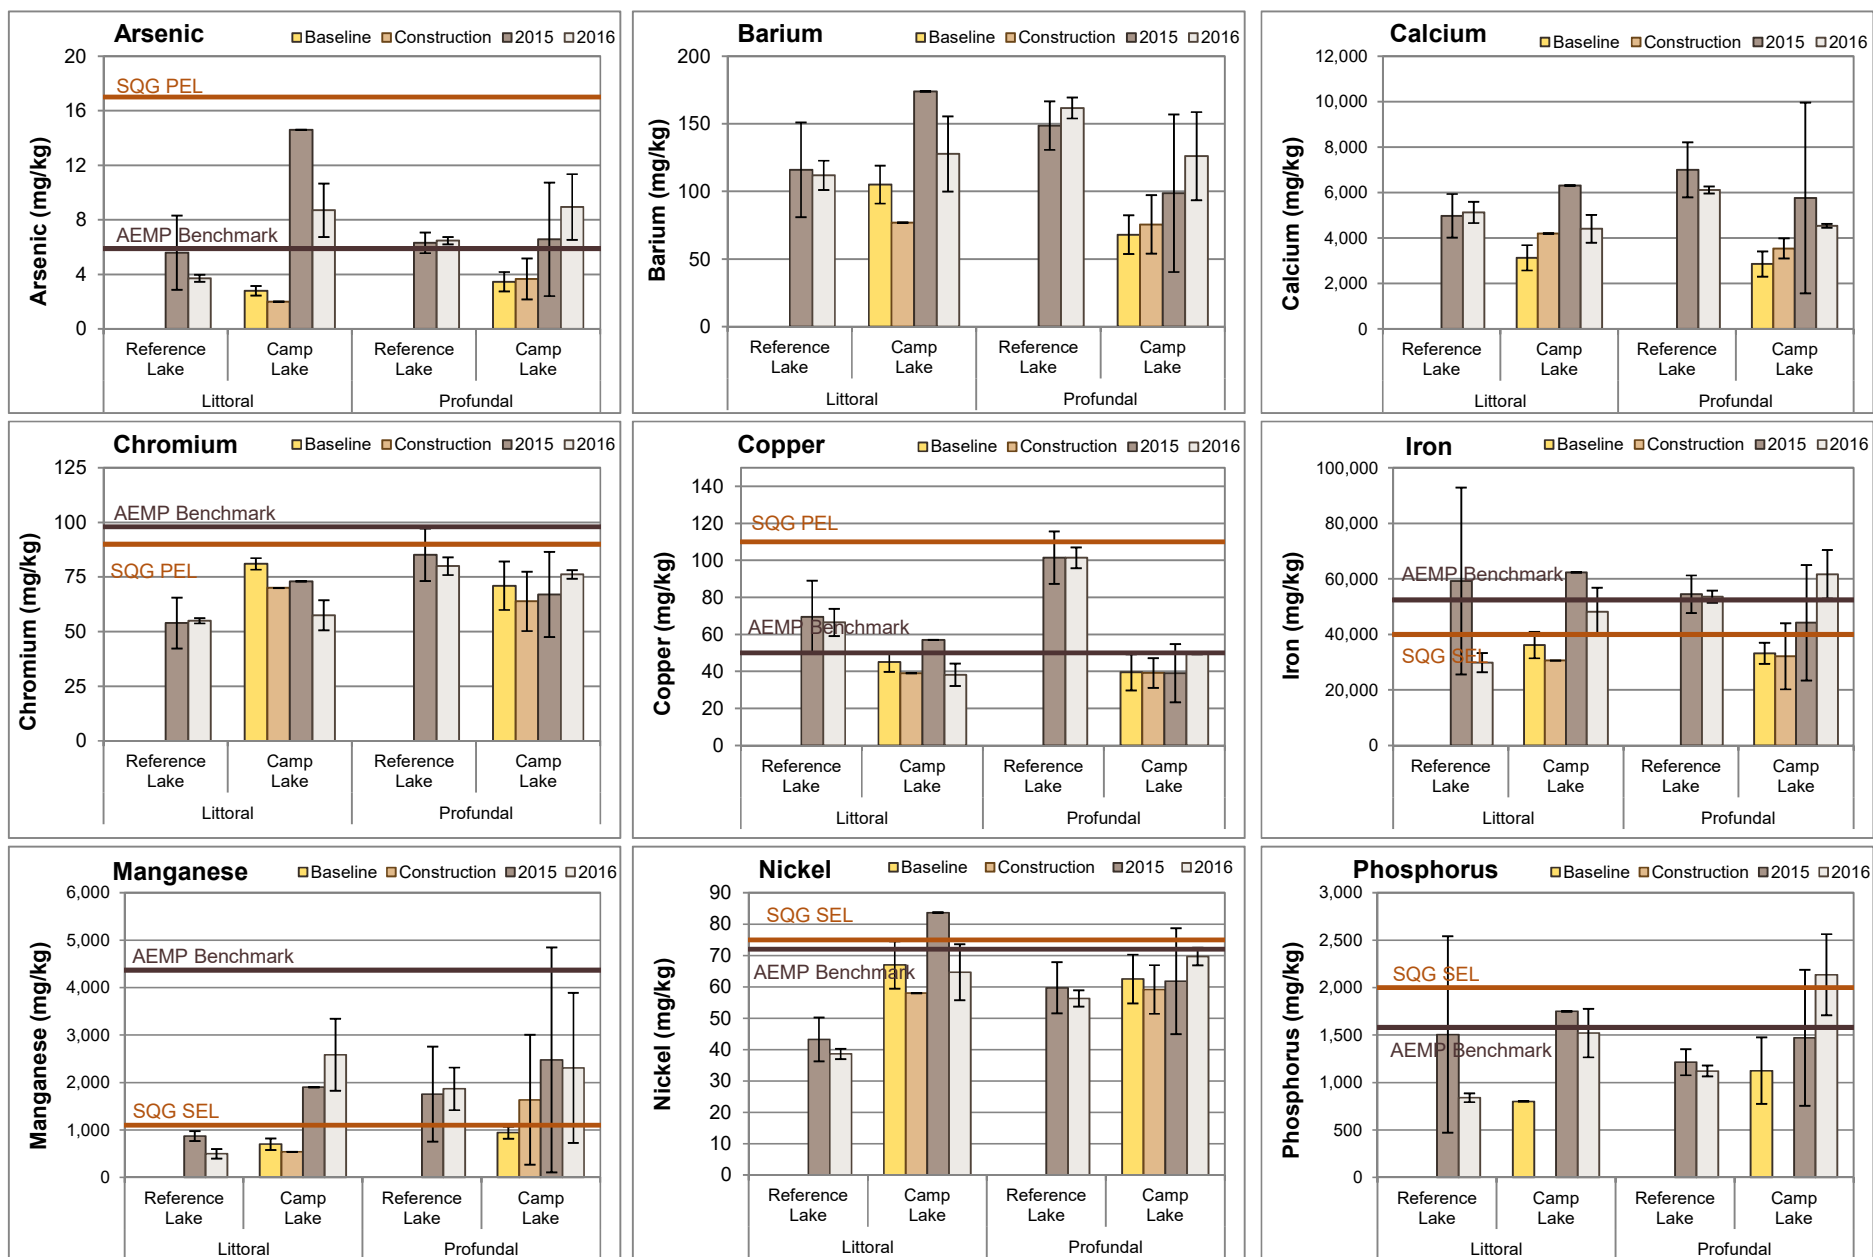 Arsenic
Baseline Construction 2015 2016
20
16
12
8
4
0
Arsenic (mg/kg)
SQG PEL
AEMP Benchmark
Reference Lake
Camp Lake
Reference Lake
Camp Lake
Littoral
Profundal
Barium
Baseline Construction 2015 2016
200
150
100
50
0
Barium (mg/kg)
Reference Lake
Camp Lake
Reference Lake
Camp Lake
Littoral
Profundal
Calcium
Baseline Construction 2015 2016
12,000
10,000
8,000
6,000
4,000
2,000
0
Calcium (mg/kg)
Reference Lake
Camp Lake
Reference Lake
Camp Lake
Littoral
Profundal
Chromium
Baseline Construction 2015 2016
125
100
75
50
25
0
Chromium (mg/kg)
AEMP Benchmark
SQG PEL
Reference Lake
Camp Lake
Reference Lake
Camp Lake
Littoral
Profundal
Copper
Baseline Construction 2015 2016
140
120
100
80
60
40
20
0
Copper (mg/kg)
SQG PEL
AEMP Benchmark
Reference Lake
Camp Lake
Reference Lake
Camp Lake
Littoral
Profundal
Iron
Baseline Construction 2015 2016
100,000
80,000
60,000
40,000
20,000
0
Iron (mg/kg)
AEMP Benchmark
SQG SEL
Reference Lake
Camp Lake
Reference Lake
Camp Lake
Littoral
Profundal
Manganese
Baseline Construction 2015 2016
6,000
5,000
4,000
3,000
2,000
1,000
0
Manganese (mg/kg)
AEMP Benchmark
SQG SEL
Reference Lake
Camp Lake
Reference Lake
Camp Lake
Littoral
Profundal
Nickel
Baseline Construction 2015 2016
90
80
70
60
50
40
30
20
10
0
Nickel (mg/kg)
SQG SEL
AEMP Benchmark
Reference Lake
Camp Lake
Reference Lake
Camp Lake
Littoral
Profundal
Phosphorus
Baseline Construction 2015 2016
3,000
2,500
2,000
1,500
1,000
500
0
Phosphorus (mg/kg)
SQG SEL
AEMP Benchmark
Reference Lake
Camp Lake
Reference Lake
Camp Lake
Littoral
Profundal